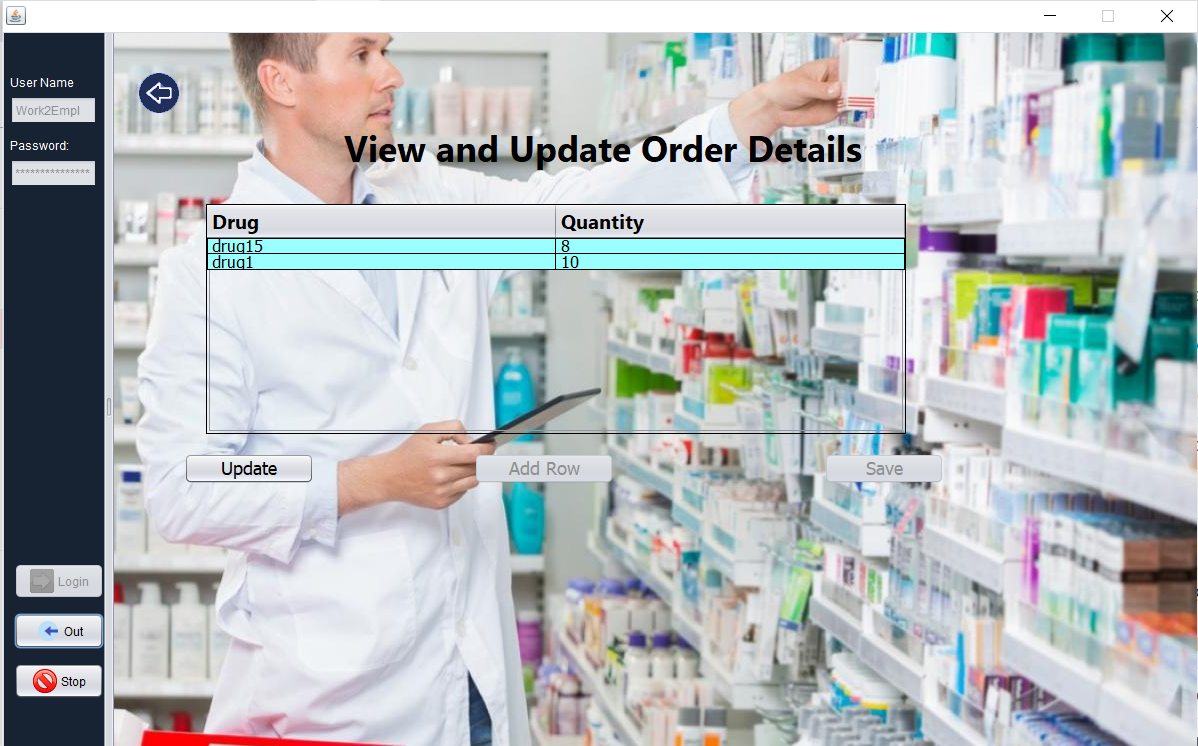 User Name
Work2Empl
Password:
***************
View and Update Order Details
Drug Quantity
drug15 8
drug1 10
Update Add Row Save
Login
Out
Stop